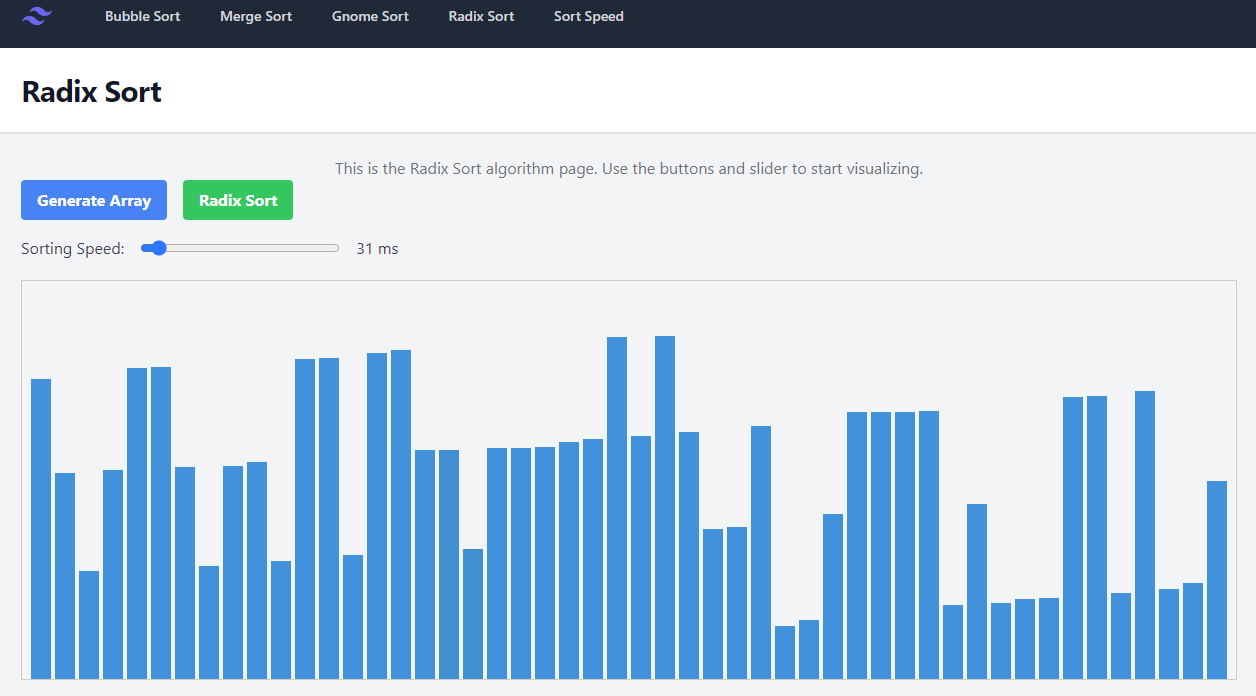 Bubble Sort Merge Sort Gnome Sort Radix Sort Sort Speed
Radix Sort
This is the Radix Sort algorithm page. Use the buttons and slider to start visualizing.
Generate Array Radix Sort
Sorting Speed: 31 ms